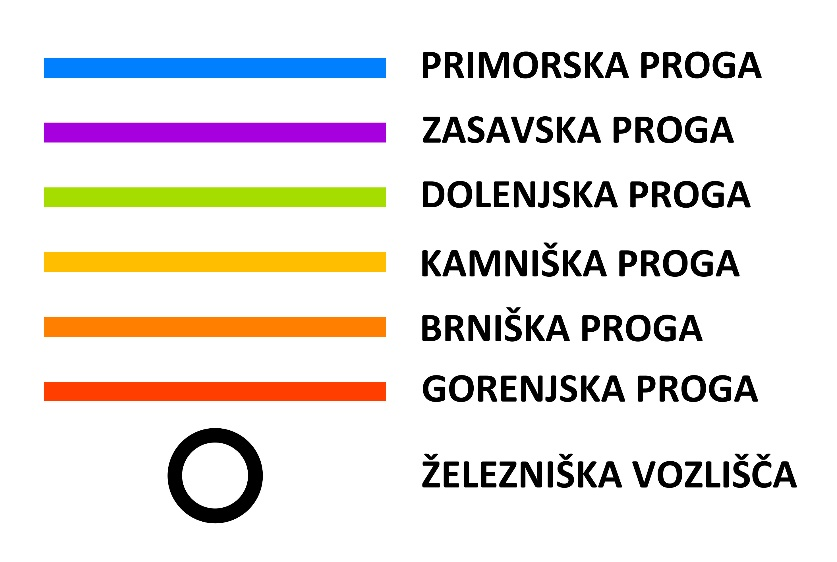 PRIMORSKA PROGA
ZASAVSKA PROGA
DOLENJSKA PROGA
KAMNIŠKA PROGA
BRNIŠKA PROGA
GORENJSKA PROGA
ŽELEZNIŠKA VOZLIŠČA